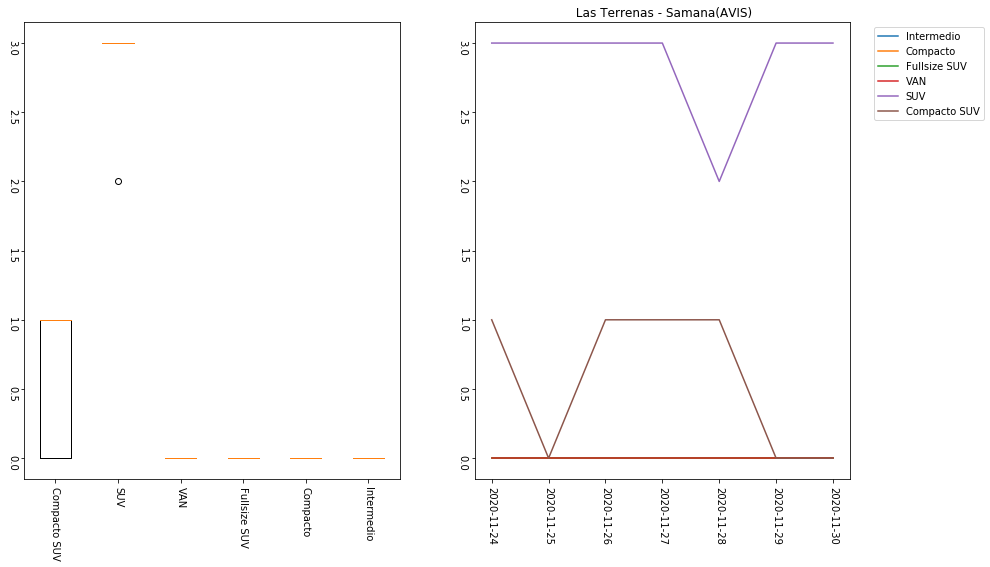 3.0
2.5
2.0
1.5
1.0
0.5
0.0
Compacto SUV
SUV
VAN
Fullsize SUV
Compacto
Intermedio
Las Terrenas - Samana(AVIS)
3.0
2.5
2.0
1.5
1.0
0.5
0.0
2020-11-24
2020-11-25
2020-11-26
2020-11-27
2020-11-28
2020-11-29
2020-11-30
Intermedio
Compacto
Fullsize SUV
VAN
SUV
Compacto SUV